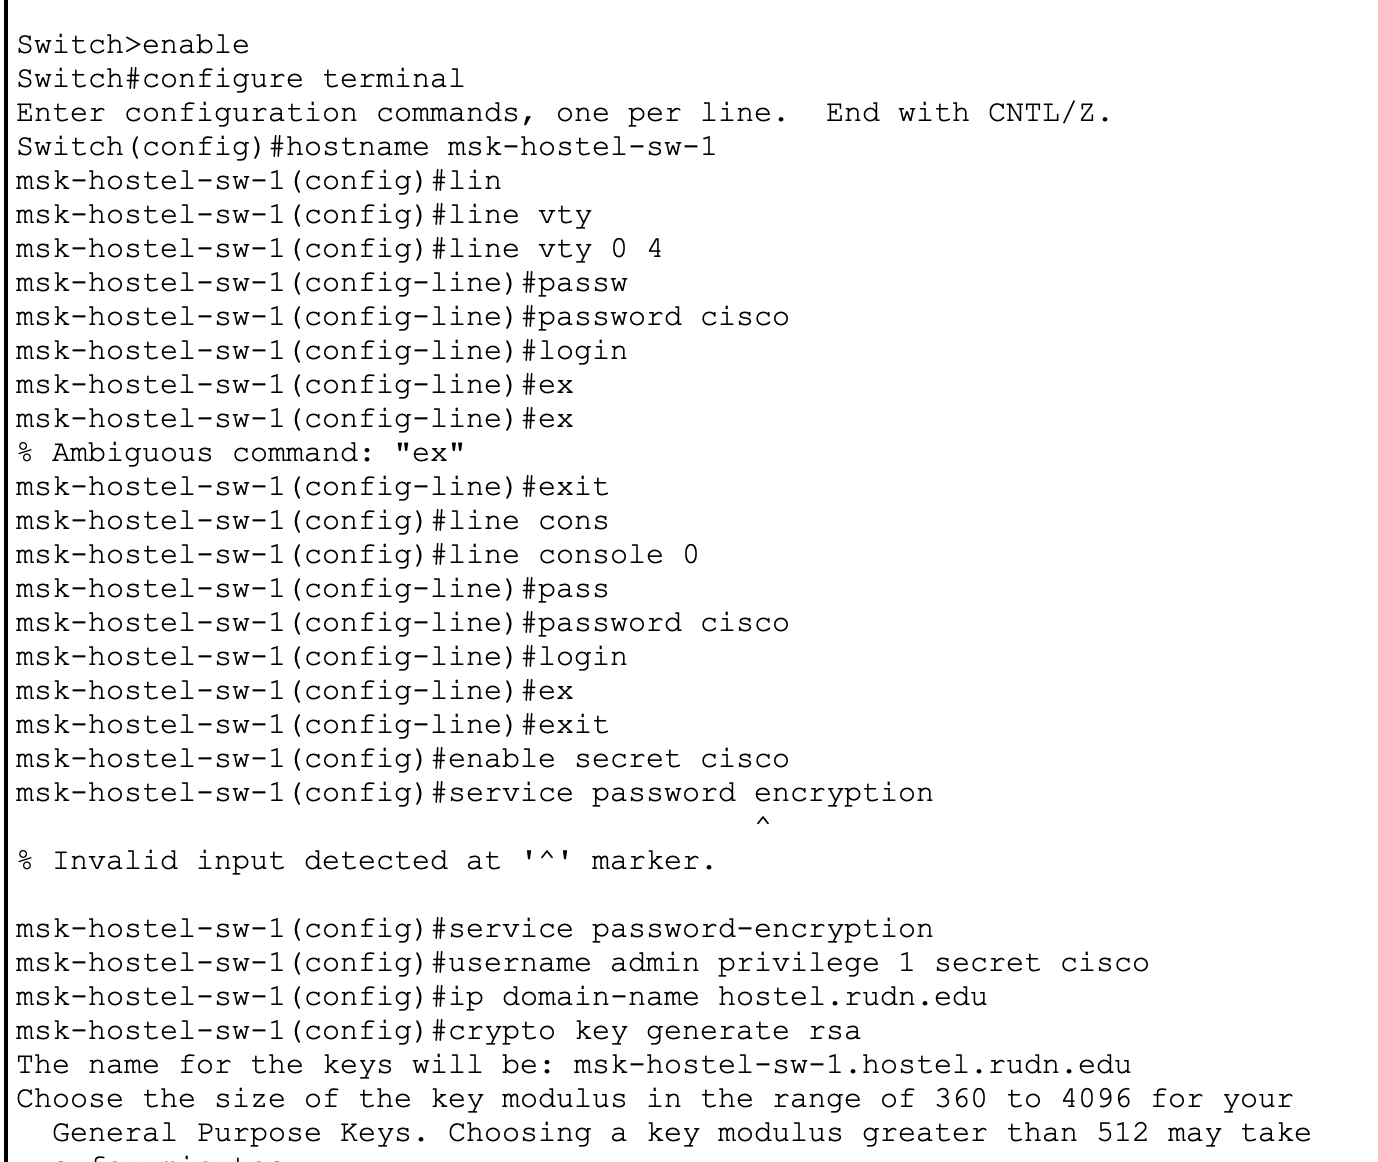 Switch>enable
Switch#configure terminal
Enter configuration commands, one per line.  End with CNTL/Z.
Switch(config)#hostname msk-hostel-sw-1
msk-hostel-sw-1(config)#lin
msk-hostel-sw-1(config)#line vty
msk-hostel-sw-1(config)#line vty 0 4
msk-hostel-sw-1(config-line)#passw
msk-hostel-sw-1(config-line)#password cisco
msk-hostel-sw-1(config-line)#login
msk-hostel-sw-1(config-line)#ex
msk-hostel-sw-1(config-line)#ex
% Ambiguous command: "ex"
msk-hostel-sw-1(config-line)#exit
msk-hostel-sw-1(config)#line cons
msk-hostel-sw-1(config)#line console 0
msk-hostel-sw-1(config-line)#pass
msk-hostel-sw-1(config-line)#password cisco
msk-hostel-sw-1(config-line)#login
msk-hostel-sw-1(config-line)#ex
msk-hostel-sw-1(config-line)#exit
msk-hostel-sw-1(config)#enable secret cisco
msk-hostel-sw-1(config)#service password encryption
^
% Invalid input detected at '^' marker.
msk-hostel-sw-1(config)#service password-encryption
msk-hostel-sw-1(config)#username admin privilege 1 secret cisco
msk-hostel-sw-1(config)#ip domain-name hostel.rudn.edu
msk-hostel-sw-1(config)#crypto key generate rsa
The name for the keys will be: msk-hostel-sw-1.hostel.rudn.edu
Choose the size of the key modulus in the range of 360 to 4096 for your
General Purpose Keys. Choosing a key modulus greater than 512 may take